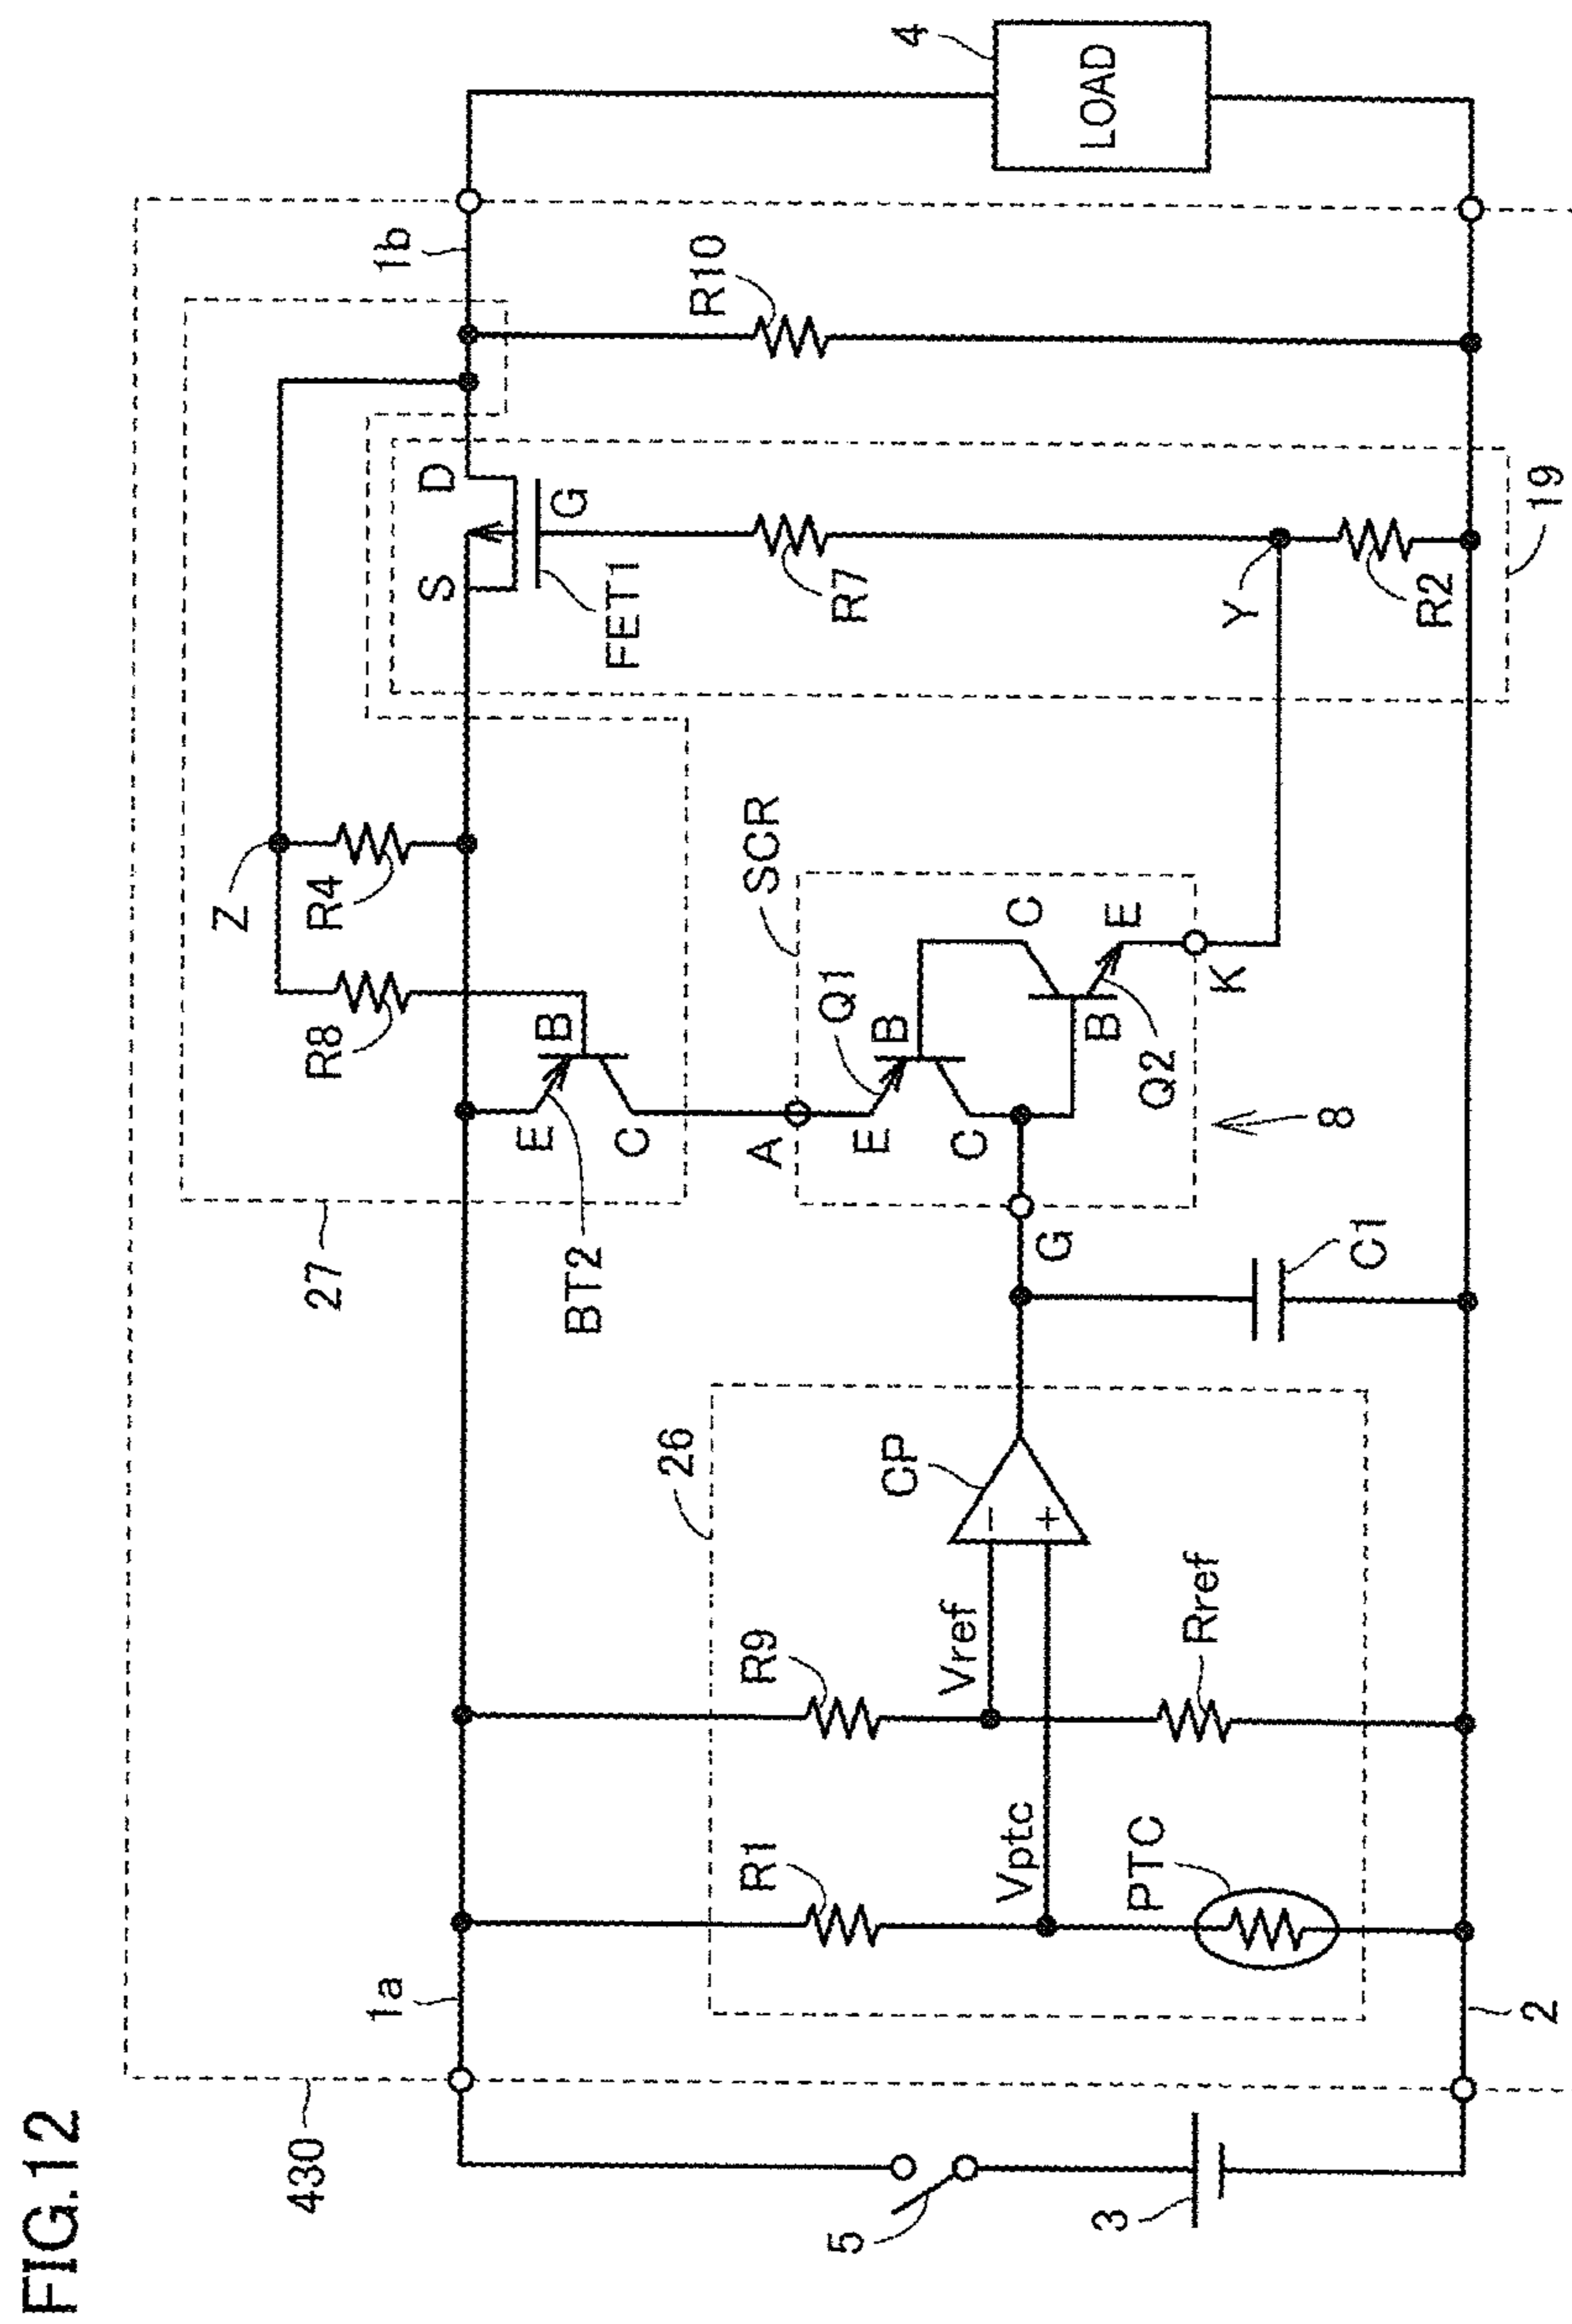 FIG.12
430
5
3
1a
2
R1
Vptc
PTC
R9
Vref
Rref
26
CP
+
−
27
BT2
E
B
C
R8
R4
Z
SCR
A
Q1
E
B
C
G
C
B
E
Q2
K
8
C1
S
D
G
FET1
R7
Y
R2
19
1b
R10
4
LOAD